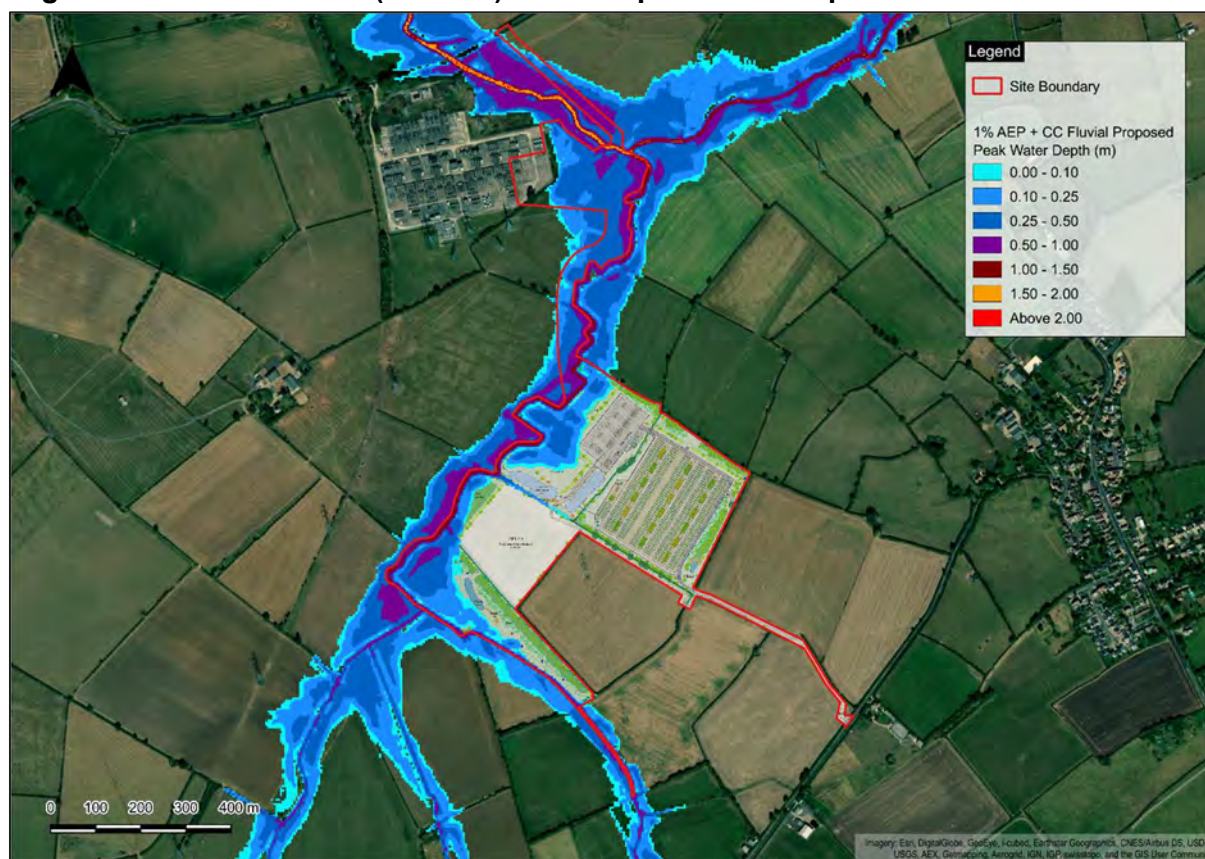 Legend
Site Boundary
1% AEP + CC Fluvial Proposed
Peak Water Depth (m)
0.00 - 0.10
0.10 - 0.25
0.25 - 0.50
0.50 - 1.00
1.00 - 1.50
1.50 - 2.00
Above 2.00
0 100 200 300 400 m
Imagery: Esri, DigitalGlobe, GeoEye, i-cubed, Earthstar Geographics, CNES/Airbus DS, USD
USGS, AEX, Getmapping, Aerogrid, IGN, IGP, swisstopo, and the GIS User Commun